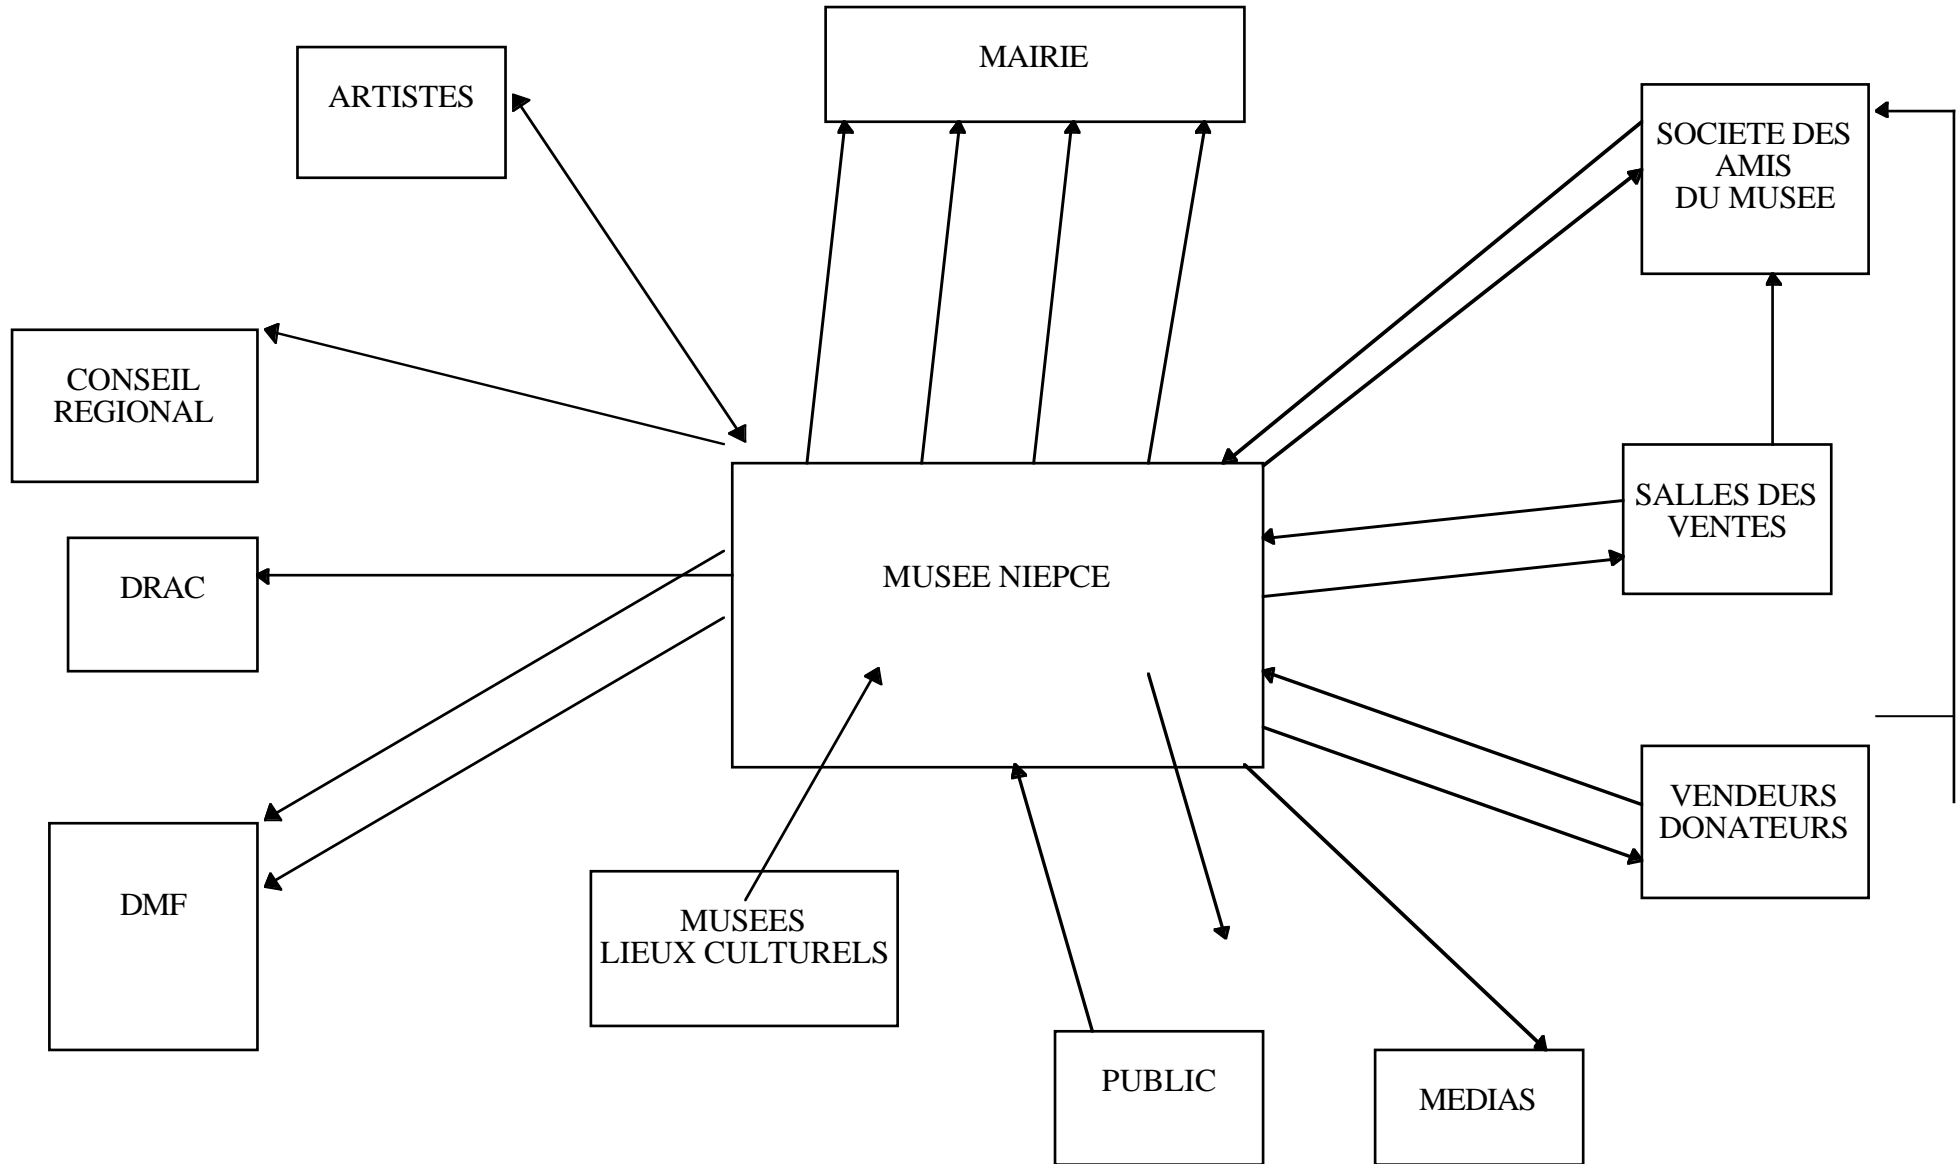 MAIRIE
ARTISTES
SOCIETE DES
AMIS
DU MUSEE
CONSEIL
REGIONAL
SALLES DES
VENTES
DRAC
MUSEE NIEPCE
VENDEURS
DONATEURS
DMF
MUSEES
LIEUX CULTURELS
PUBLIC
MEDIAS